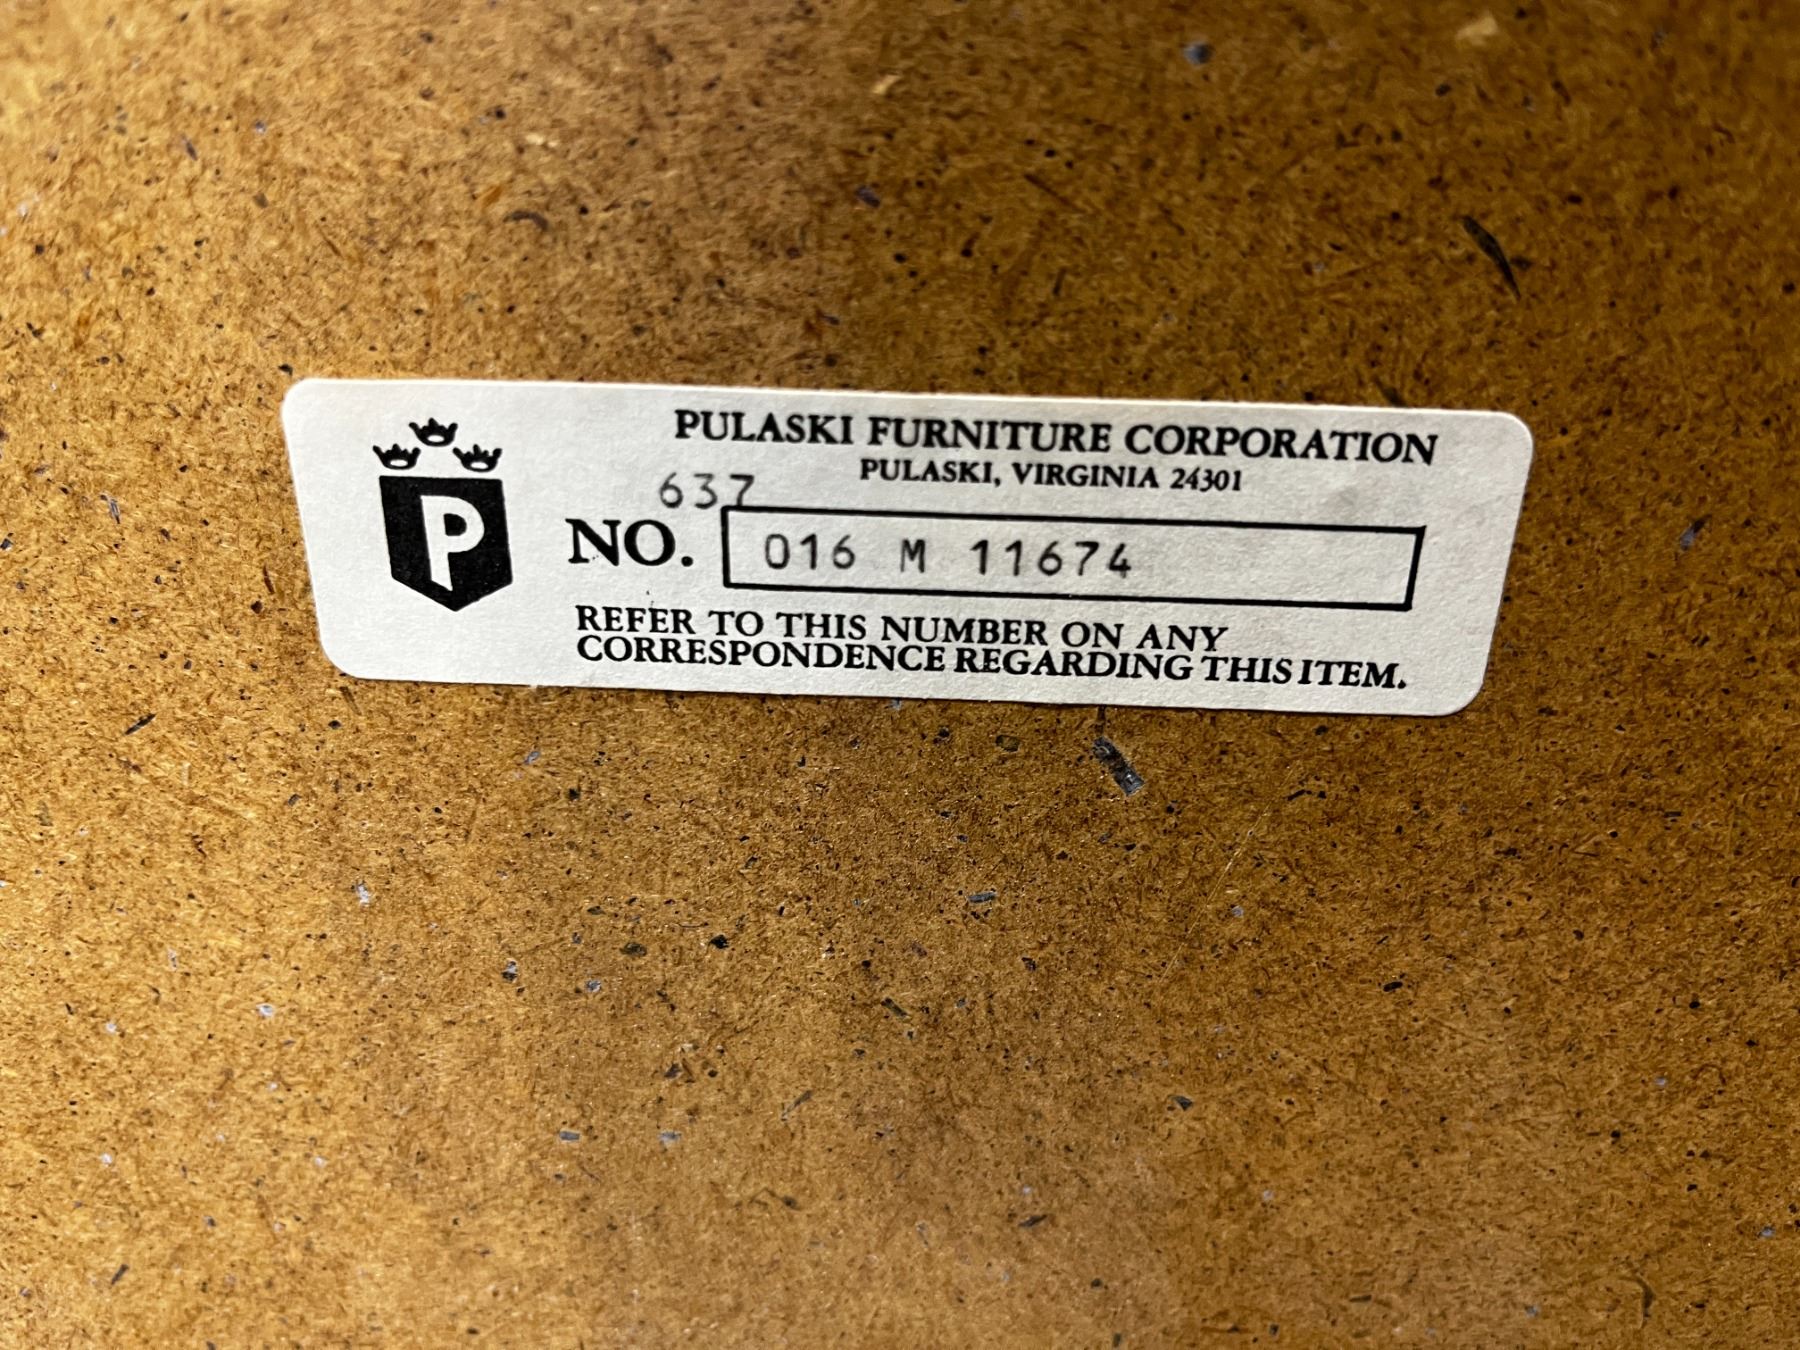 P
PULASKI FURNITURE CORPORATION
PULASKI, VIRGINIA 24301
637
NO. 016 M 11674
REFER TO THIS NUMBER ON ANY
CORRESPONDENCE REGARDING THIS ITEM.